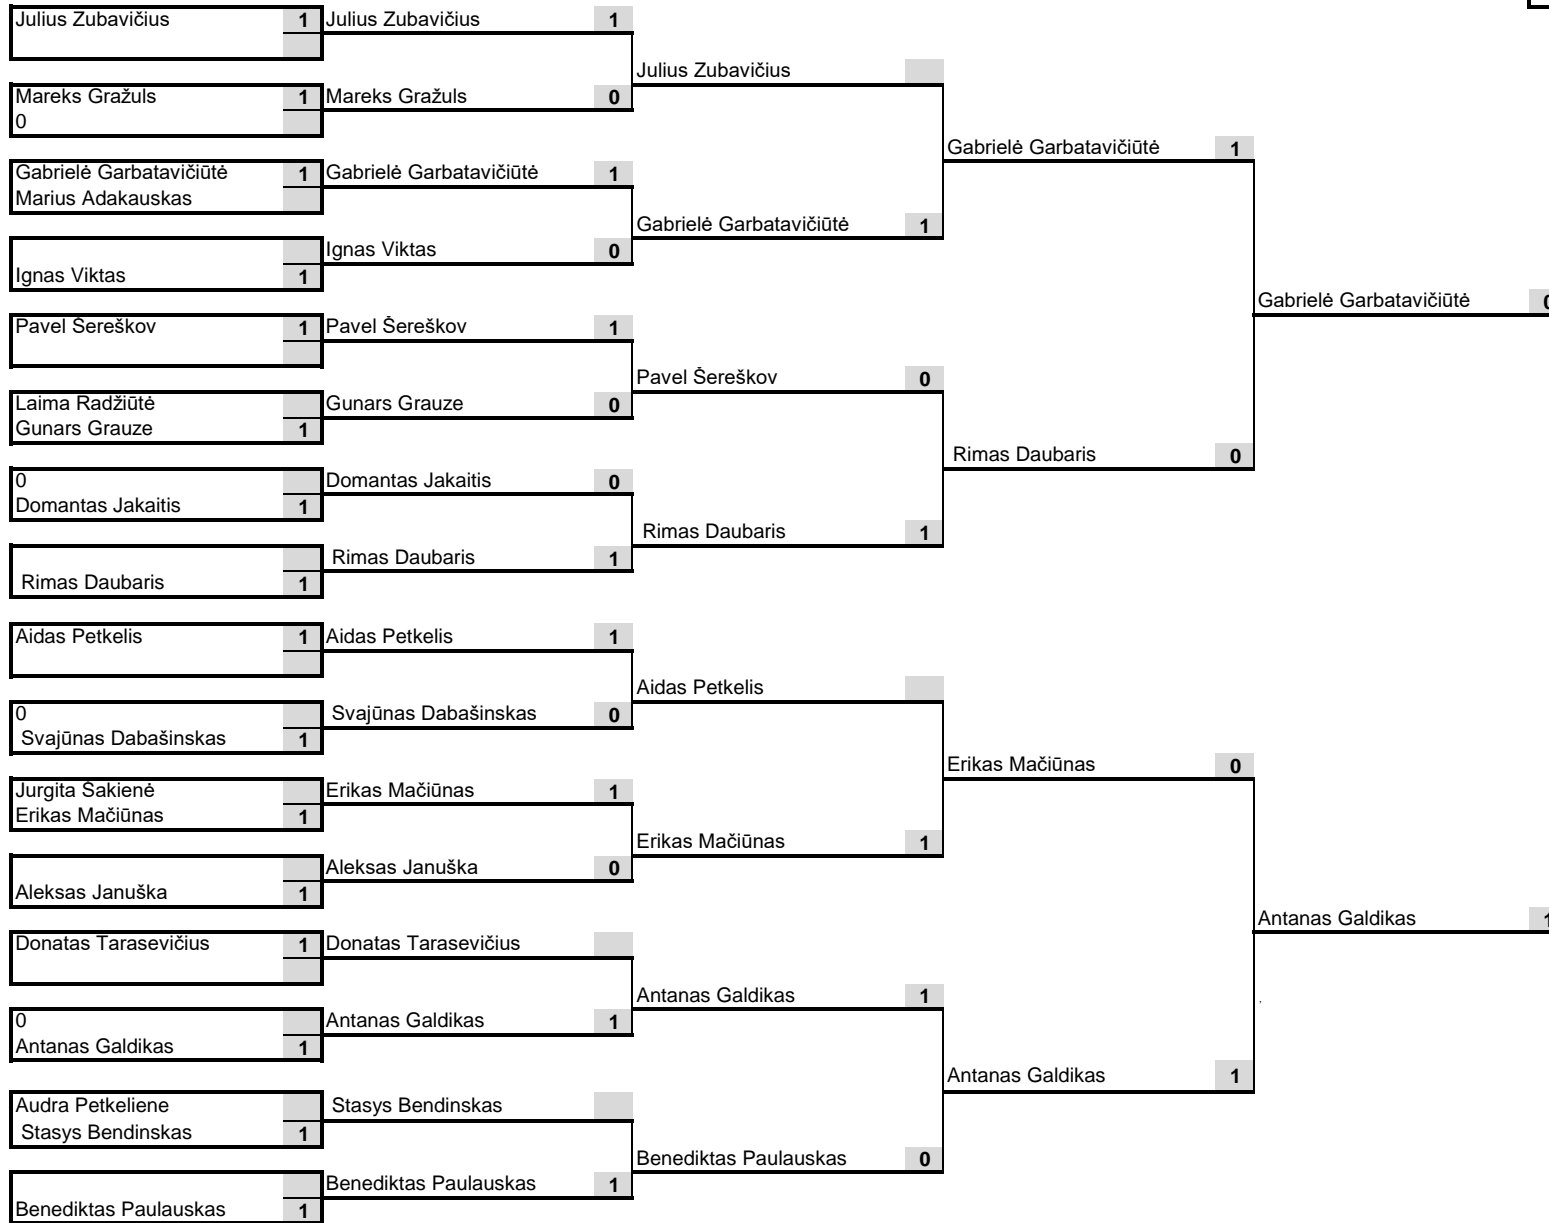 Julius Zubavičius 1 Julius Zubavičius 1
Julius Zubavičius
Mareks Gražuls 1 Mareks Gražuls 0
0
Gabrielė Garbatavičiūtė 1
Gabrielė Garbatavičiūtė 1 Gabrielė Garbatavičiūtė 1
Marius Adakauskas
Gabrielė Garbatavičiūtė 1
Ignas Viktas 0
Ignas Viktas 1
Gabrielė Garbatavičiūtė
Pavel Šereškov 1 Pavel Šereškov 1
Pavel Šereškov 0
Laima Radžiūtė Gunars Grauze 0
Gunars Grauze 1
Rimas Daubaris 0
0 Domantas Jakaitis 0
Domantas Jakaitis 1
Rimas Daubaris 1
Rimas Daubaris 1
Rimas Daubaris 1
Aidas Petkelis 1 Aidas Petkelis 1
Aidas Petkelis
0 Svajūnas Dabašinskas 0
Svajūnas Dabašinskas 1
Erikas Mačiūnas 0
Jurgita Šakienė Erikas Mačiūnas 1
Erikas Mačiūnas 1
Erikas Mačiūnas 1
Aleksas Januška 0
Aleksas Januška 1
Antanas Galdikas
Donatas Tarasevičius 1 Donatas Tarasevičius
Antanas Galdikas 1
0 Antanas Galdikas 1
Antanas Galdikas 1
Antanas Galdikas 1
Audra Petkeliene Stasys Bendinskas
Stasys Bendinskas 1
Benediktas Paulauskas 0
Benediktas Paulauskas 1
Benediktas Paulauskas 1